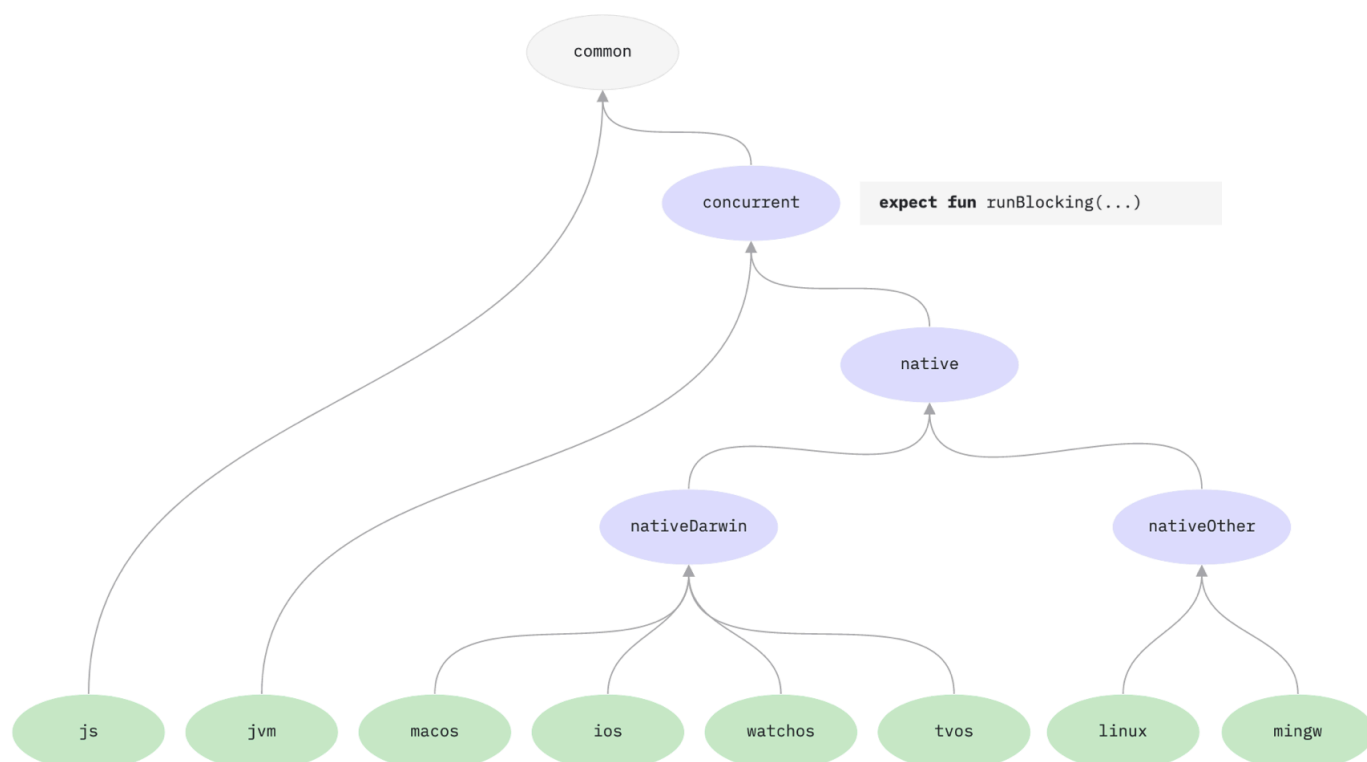 common
concurrent
expect fun runBlocking(...)
native
nativeDarwin
nativeOther
js
jvm
macos
ios
watchos
tvos
linux
mingw